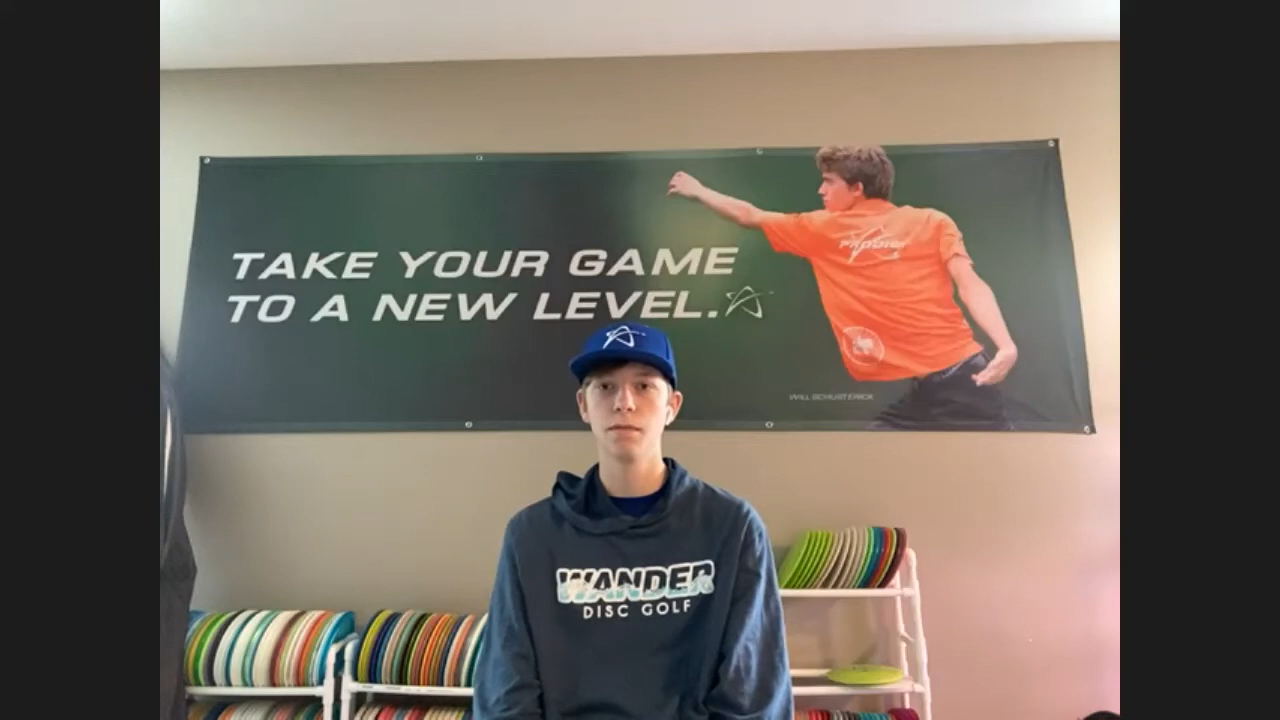 TAKE YOUR GAME
TO A NEW LEVEL.
PRODIGY
WILL SCHUSTERICK
WANDER
DISC GOLF